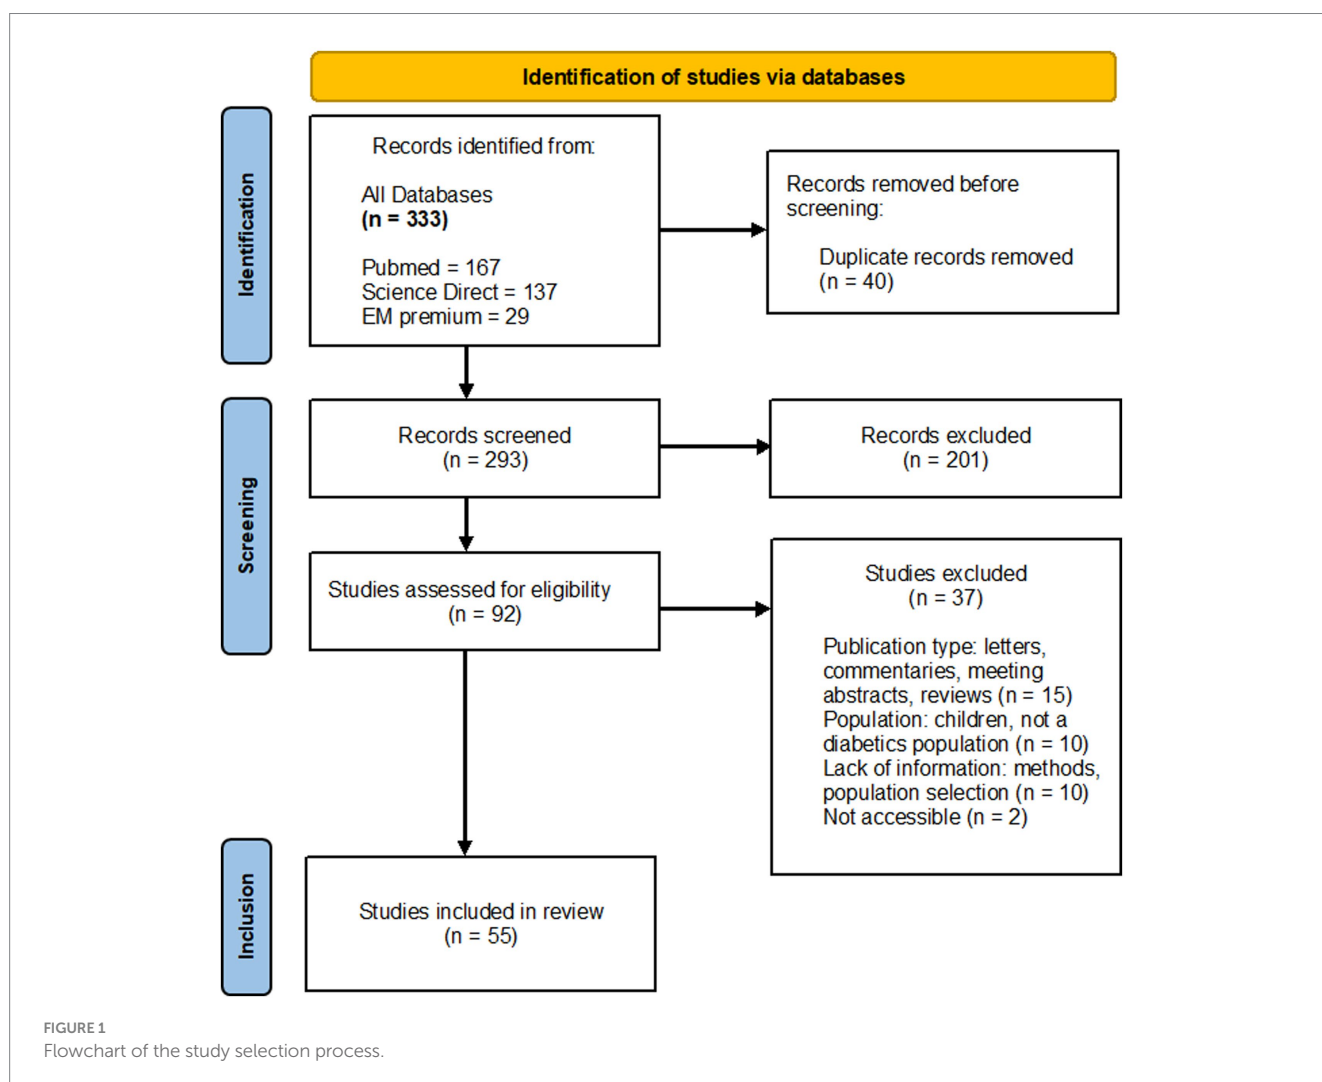 Identification of studies via databases
Identification
Records identified from:
All Databases
(n = 333)
Pubmed = 167
Science Direct = 137
EM premium = 29
Records removed before
screening:
Duplicate records removed
(n = 40)
Screening
Records screened
(n = 293)
Records excluded
(n = 201)
Studies assessed for eligibility
(n = 92)
Studies excluded
(n = 37)
Publication type: letters,
commentaries, meeting
abstracts, reviews (n = 15)
Population: children, not a
diabetics population (n = 10)
Lack of information: methods,
population selection (n = 10)
Not accessible (n = 2)
Inclusion
Studies included in review
(n = 55)
FIGURE 1
Flowchart of the study selection process.